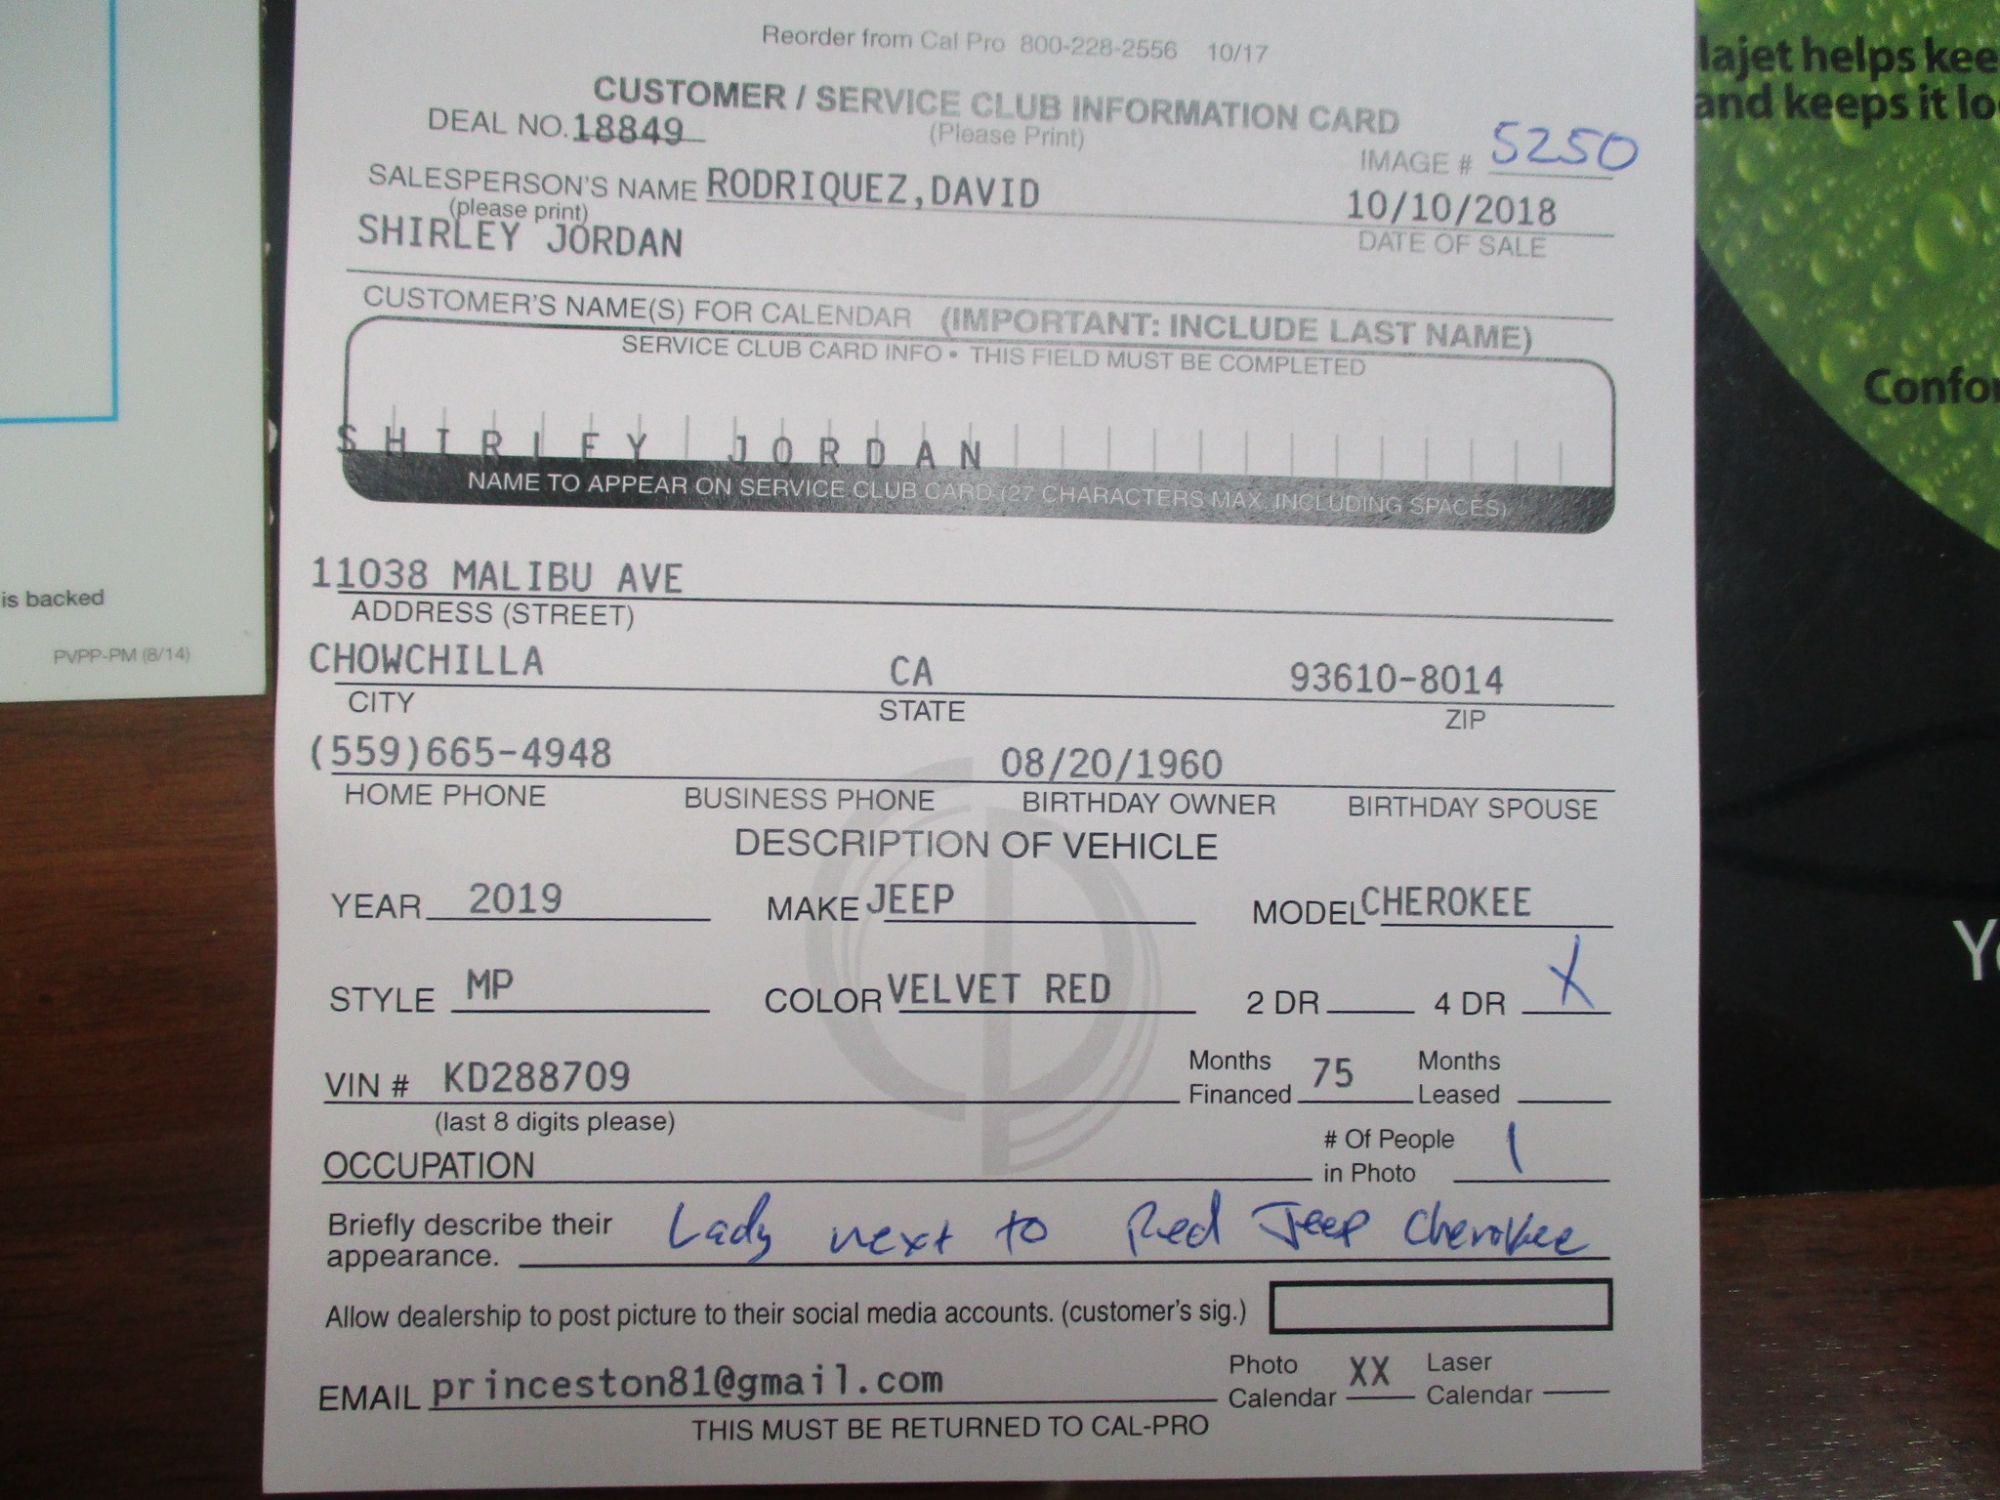 Reorder from Cal Pro 800-228-2556 10/17
CUSTOMER / SERVICE CLUB INFORMATION CARD
DEAL NO. 18849 (Please Print)
IMAGE # 5250
SALESPERSON'S NAME RODRIQUEZ,DAVID 10/10/2018
(please print) DATE OF SALE
SHIRLEY JORDAN
CUSTOMER'S NAME(S) FOR CALENDAR (IMPORTANT: INCLUDE LAST NAME)
SERVICE CLUB CARD INFO • THIS FIELD MUST BE COMPLETED
SHIRLEY JORDAN
NAME TO APPEAR ON SERVICE CLUB CARD (27 CHARACTERS MAX. INCLUDING SPACES)
11038 MALIBU AVE
ADDRESS (STREET)
CHOWCHILLA CA 93610-8014
CITY STATE ZIP
(559)665-4948 08/20/1960
HOME PHONE BUSINESS PHONE BIRTHDAY OWNER BIRTHDAY SPOUSE
DESCRIPTION OF VEHICLE
YEAR 2019 MAKE JEEP MODEL CHEROKEE
STYLE MP COLOR VELVET RED 2 DR 4 DR X
VIN # KD288709 Months Financed 75 Months Leased
(last 8 digits please)
OCCUPATION # Of People in Photo 1
Briefly describe their appearance. Lady next to Red Jeep Cherokee
Allow dealership to post picture to their social media accounts. (customer's sig.)
EMAIL princeston81@gmail.com Photo Calendar XX Laser Calendar
THIS MUST BE RETURNED TO CAL-PRO
is backed
PVPP-PM (8/14)
lajet helps kee
and keeps it lo
Confor